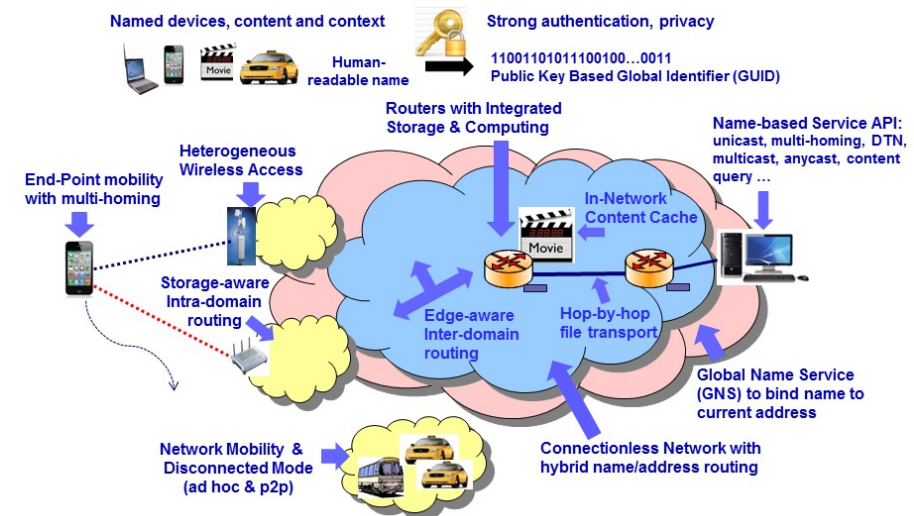 Named devices, content and context
Strong authentication, privacy
Movie
Human-
readable name
11001101011100100…0011
Public Key Based Global Identifier (GUID)
Routers with Integrated
Storage & Computing
Name-based Service API:
unicast, multi-homing, DTN,
multicast, anycast, content
query …
Heterogeneous
Wireless Access
End-Point mobility
with multi-homing
In-Network
Content Cache
Movie
Storage-aware
Intra-domain
routing
Edge-aware
Inter-domain
routing
Hop-by-hop
file transport
Global Name Service
(GNS) to bind name to
current address
Network Mobility &
Disconnected Mode
(ad hoc & p2p)
Connectionless Network with
hybrid name/address routing